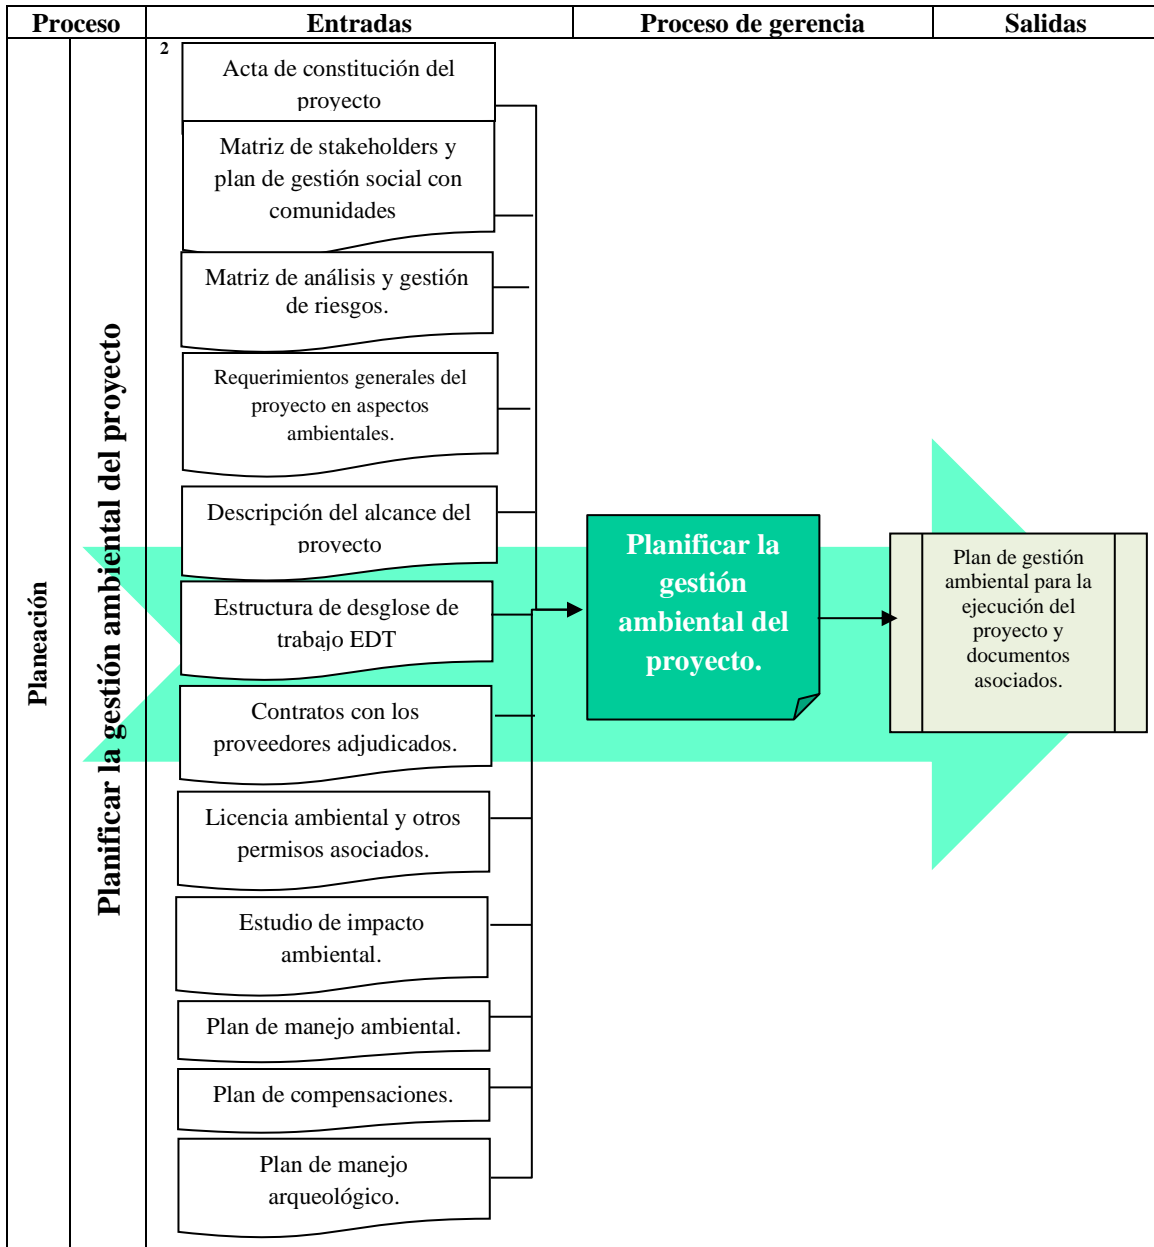 Proceso
Entradas
Proceso de gerencia
Salidas
Planeación
Planificar la gestión ambiental del proyecto
2
Acta de constitución del
proyecto
Matriz de stakeholders y
plan de gestión social con
comunidades
Matriz de análisis y gestión
de riesgos.
Requerimientos generales del
proyecto en aspectos
ambientales.
Descripción del alcance del
proyecto
Estructura de desglose de
trabajo EDT
Contratos con los
proveedores adjudicados.
Licencia ambiental y otros
permisos asociados.
Estudio de impacto
ambiental.
Plan de manejo ambiental.
Plan de compensaciones.
Plan de manejo
arqueológico.
Planificar la
gestión
ambiental del
proyecto.
Plan de gestión
ambiental para la
ejecución del
proyecto y
documentos
asociados.